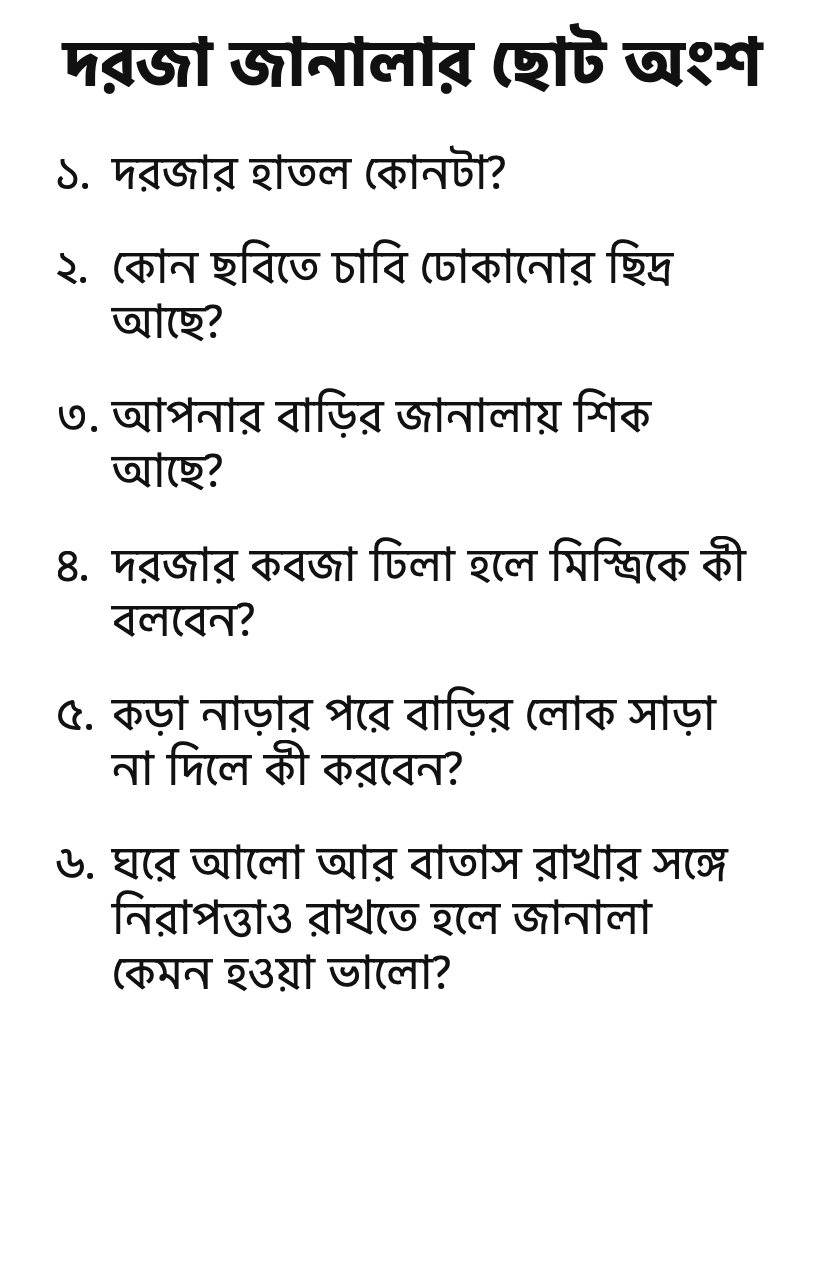 দরজা জানালার ছোট অংশ
১. দরজার হাতল কোনটা?
২. কোন ছবিতে চাবি ঢোকানোর ছিদ্র
আছে?
৩. আপনার বাড়ির জানালায় শিক
আছে?
৪. দরজার কবজা ঢিলা হলে মিস্ত্রিকে কী
বলবেন?
৫. কড়া নাড়ার পরে বাড়ির লোক সাড়া
না দিলে কী করবেন?
৬. ঘরে আলো আর বাতাস রাখার সঙ্গে
নিরাপত্তাও রাখতে হলে জানালা
কেমন হওয়া ভালো?